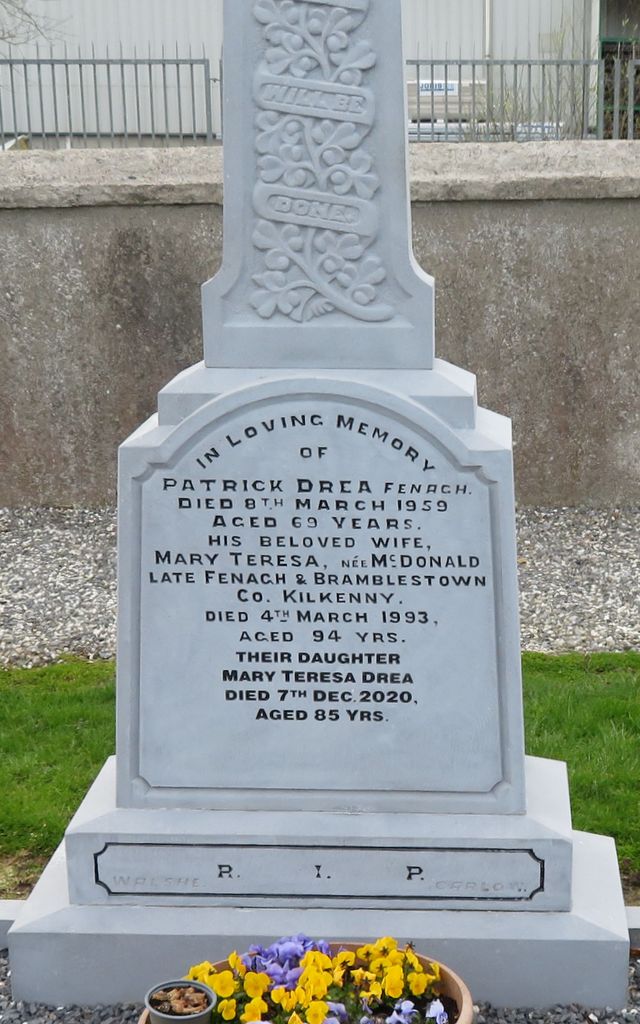 WILL BE
DONE
IN LOVING MEMORY
OF
PATRICK DREA FENAGH.
DIED 8TH MARCH 1959
AGED 69 YEARS.
HIS BELOVED WIFE,
MARY TERESA, NÉE MCDONALD
LATE FENAGH & BRAMBLESTOWN
CO. KILKENNY.
DIED 4TH MARCH 1993,
AGED 94 YRS.
THEIR DAUGHTER
MARY TERESA DREA
DIED 7TH DEC. 2020,
AGED 85 YRS.
R. I. P.
WALSHE. CARLOW.